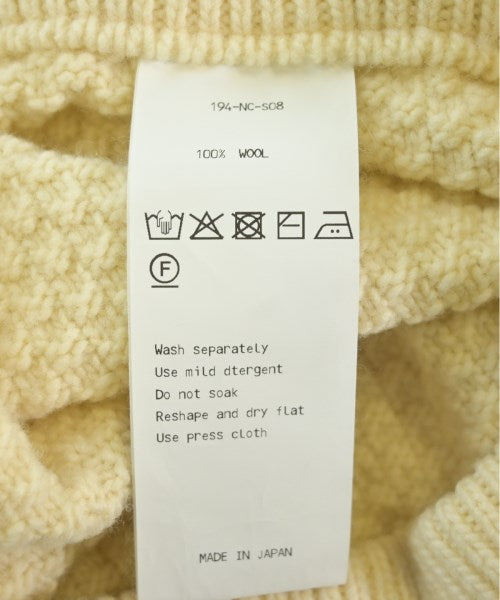 194-NC-S08
100% WOOL
F
Wash separately
Use mild dtergent
Do not soak
Reshape and dry flat
Use press cloth
MADE IN JAPAN